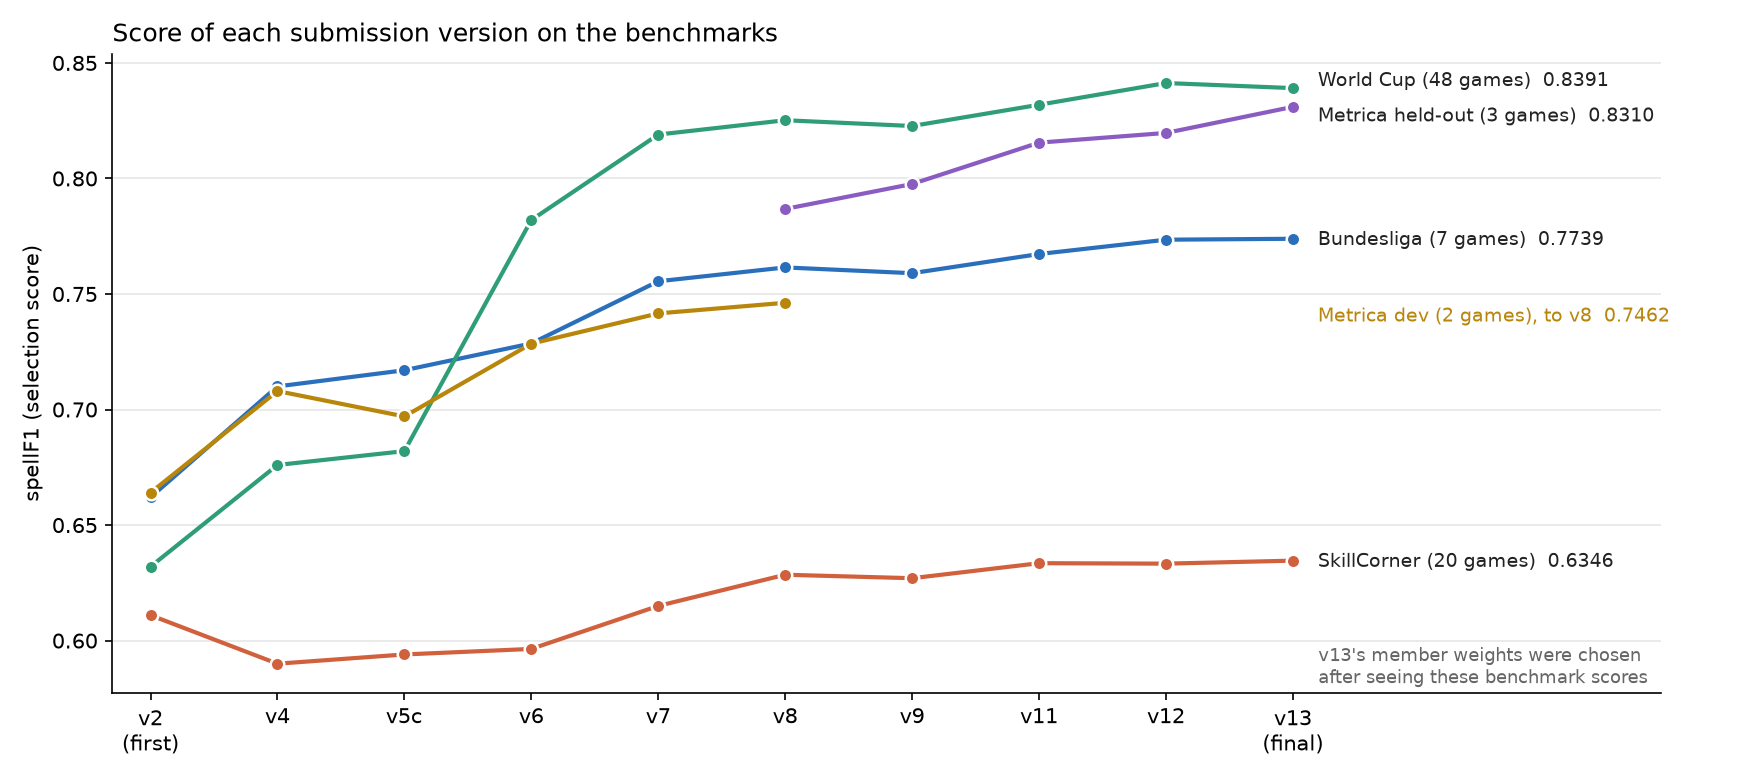 Score of each submission version on the benchmarks
spellF1 (selection score)
0.85
0.80
0.75
0.70
0.65
0.60
World Cup (48 games)  0.8391
Metrica held-out (3 games)  0.8310
Bundesliga (7 games)  0.7739
Metrica dev (2 games), to v8  0.7462
SkillCorner (20 games)  0.6346
v13's member weights were chosen
after seeing these benchmark scores
v2
(first)
v4
v5c
v6
v7
v8
v9
v11
v12
v13
(final)